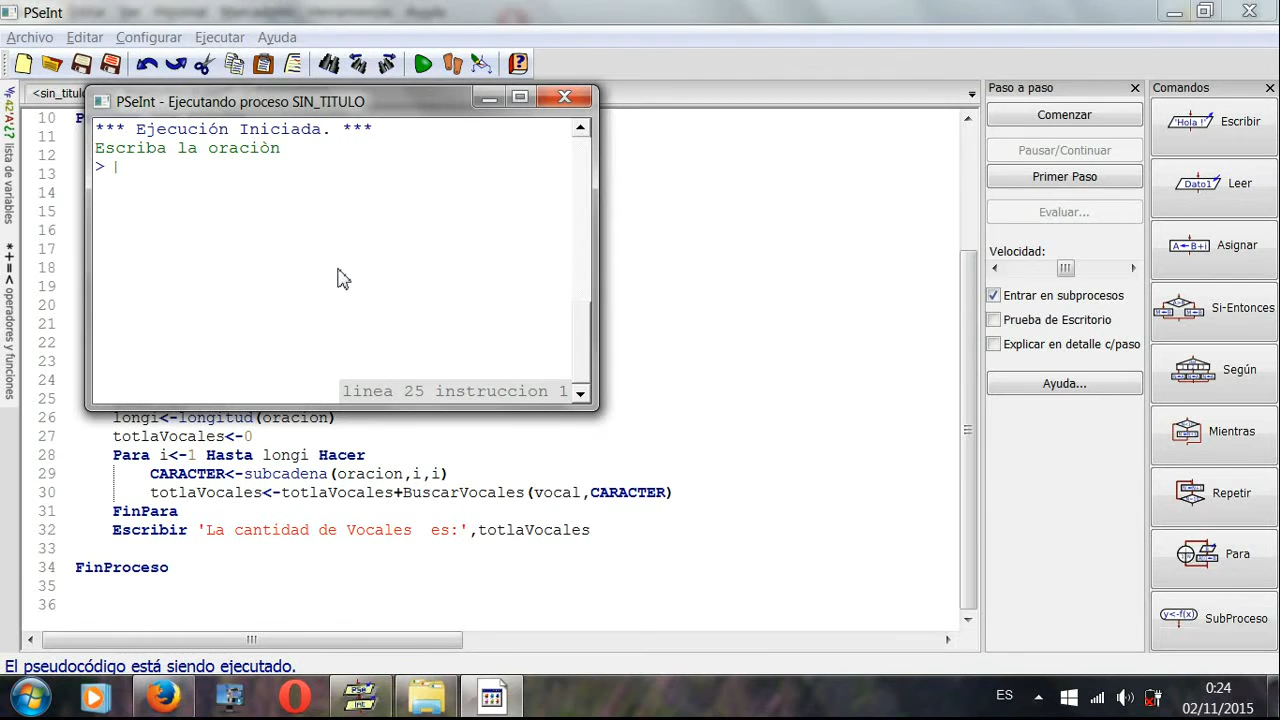 PSeInt
Archivo Editar Configurar Ejecutar Ayuda
<sin_titulo
PSeInt - Ejecutando proceso SIN_TITULO
*** Ejecución Iniciada. ***
Escriba la oraciòn
>
linea 25 instruccion 1
lista de variables
operadores y funciones
10
11
12
13
14
15
16
17
18
19
20
21
22
23
24
25
26 longi<-longitud(oracion)
27 totlaVocales<-0
28 Para i<-1 Hasta longi Hacer
29 CARACTER<-subcadena(oracion,i,i)
30 totlaVocales<-totlaVocales+BuscarVocales(vocal,CARACTER)
31 FinPara
32 Escribir 'La cantidad de Vocales  es:',totlaVocales
33
34 FinProceso
35
36
Paso a paso
Comenzar
Pausar/Continuar
Primer Paso
Evaluar...
Velocidad:
Entrar en subprocesos
Prueba de Escritorio
Explicar en detalle c/paso
Ayuda...
Comandos
'Hola !' Escribir
Dato1 Leer
A←B+i Asignar
Si-Entonces
Según
Mientras
Repetir
Para
y<-f(x) SubProceso
El pseudocódigo está siendo ejecutado.
ES
0:24
02/11/2015